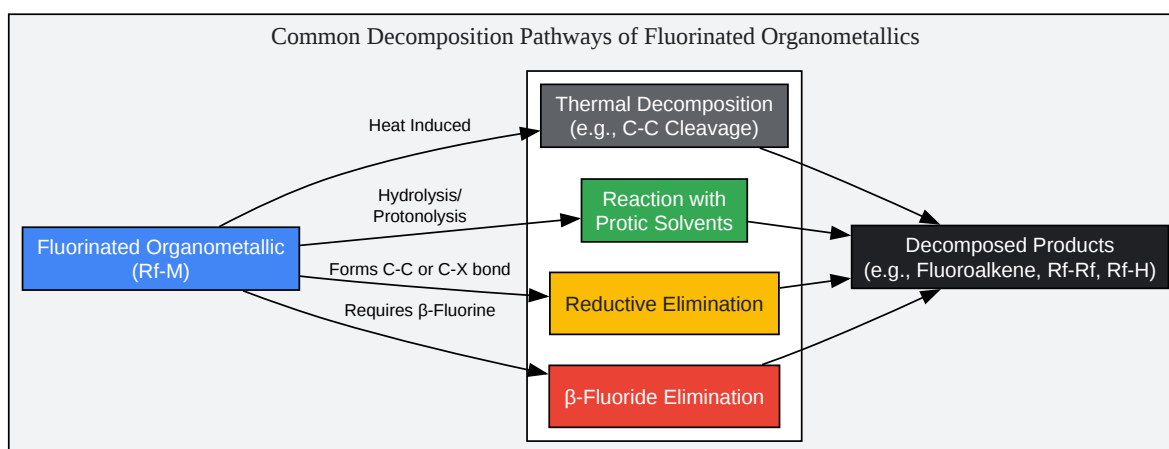 Common Decomposition Pathways of Fluorinated Organometallics
Thermal Decomposition
(e.g., C-C Cleavage)
Heat Induced
Hydrolysis/
Protonolysis
Reaction with
Protic Solvents
Fluorinated Organometallic
(Rf-M)
Decomposed Products
(e.g., Fluoroalkene, Rf-Rf, Rf-H)
Forms C-C or C-X bond
Reductive Elimination
Requires β-Fluorine
β-Fluoride Elimination